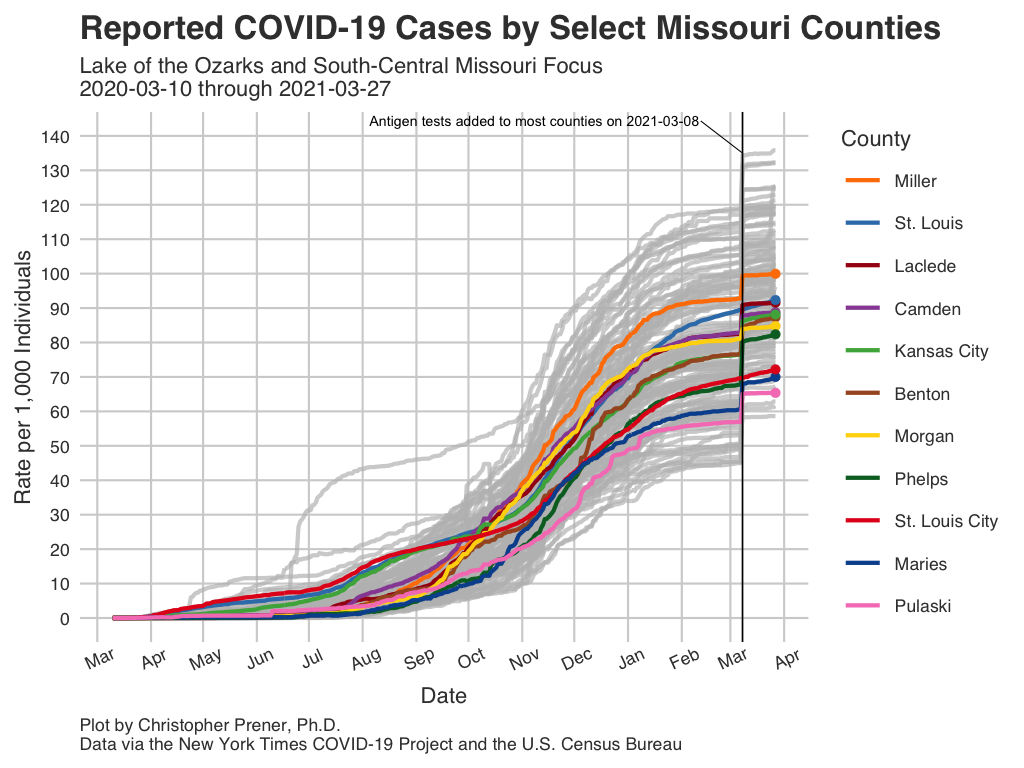 Reported COVID-19 Cases by Select Missouri Counties
Lake of the Ozarks and South-Central Missouri Focus
2020-03-10 through 2021-03-27
Antigen tests added to most counties on 2021-03-08
Rate per 1,000 Individuals
140
130
120
110
100
90
80
70
60
50
40
30
20
10
0
Mar Apr May Jun Jul Aug Sep Oct Nov Dec Jan Feb Mar Apr
Date
County
Miller
St. Louis
Laclede
Camden
Kansas City
Benton
Morgan
Phelps
St. Louis City
Maries
Pulaski
Plot by Christopher Prener, Ph.D.
Data via the New York Times COVID-19 Project and the U.S. Census Bureau